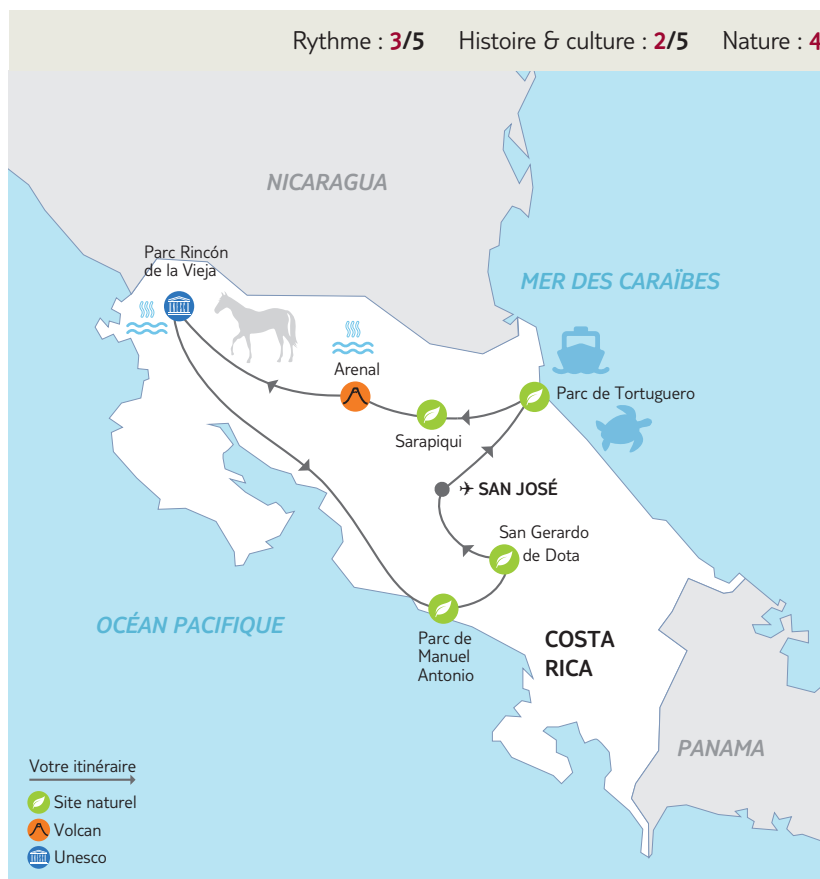 Rythme : 3/5 Histoire & culture : 2/5 Nature : 4
NICARAGUA
Parc Rincón
de la Vieja
MER DES CARAÏBES
Arenal
Parc de Tortuguero
Sarapiqui
SAN JOSÉ
San Gerardo
de Dota
OCÉAN PACIFIQUE
Parc de
Manuel
Antonio
COSTA
RICA
PANAMA
Votre itinéraire
Site naturel
Volcan
Unesco